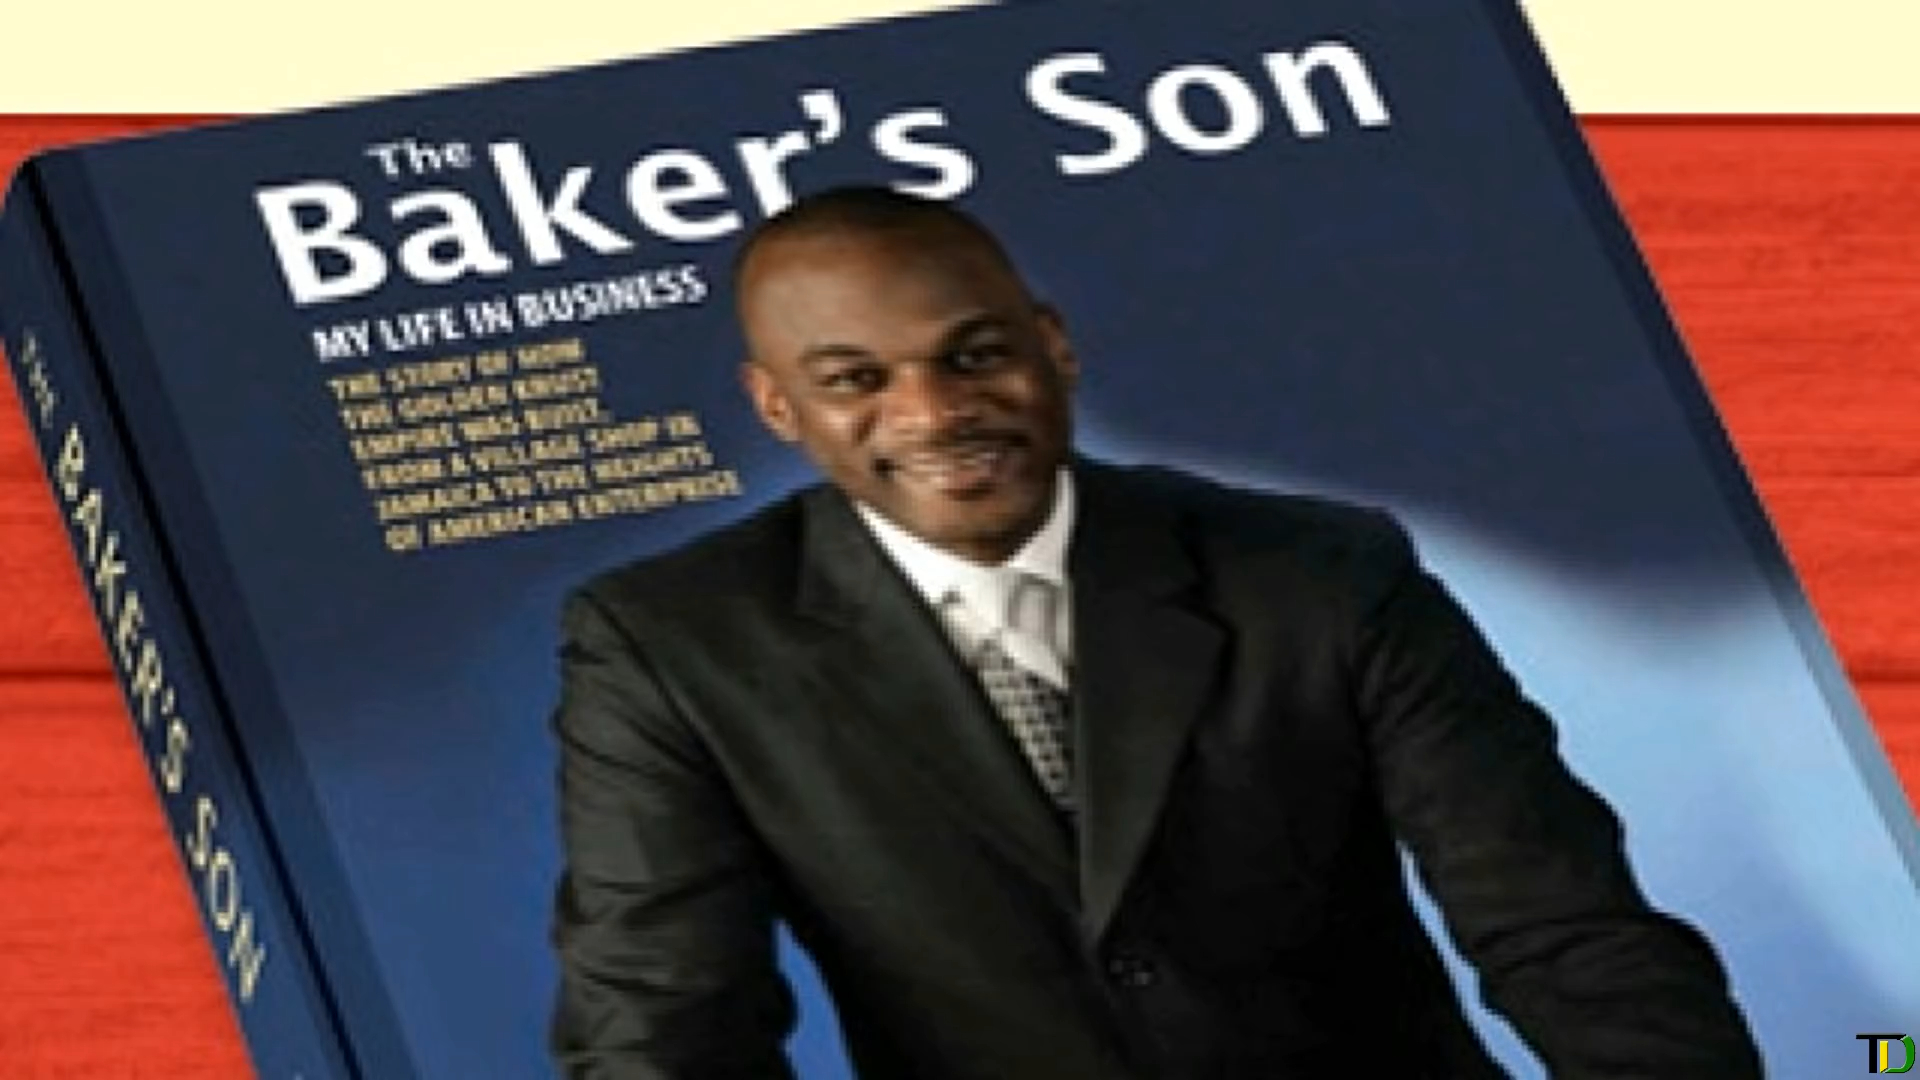 The
Baker's Son
MY LIFE IN BUSINESS
THE STORY OF HOW
THE GOLDEN KRUST
EMPIRE WAS BUILT,
FROM A VILLAGE SHOP IN
JAMAICA TO THE HEIGHTS
OF AMERICAN ENTERPRISE
THE BAKER'S SON
TD